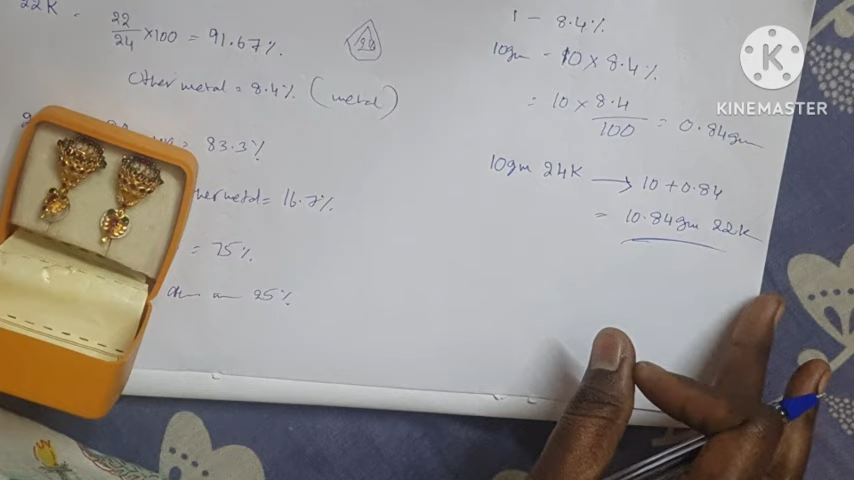 22K
22/24 ×100 = 91.67%.
Other metal = 8.4% (metal)
= 83.3%
metal = 16.7%
= 75%
25%
22
1 - 8.4%
10gm - 10 × 8.4%
= 10 × 8.4/100 = 0.84gm
10gm 24K → 10 + 0.84
= 10.84gm 22k
KINEMASTER